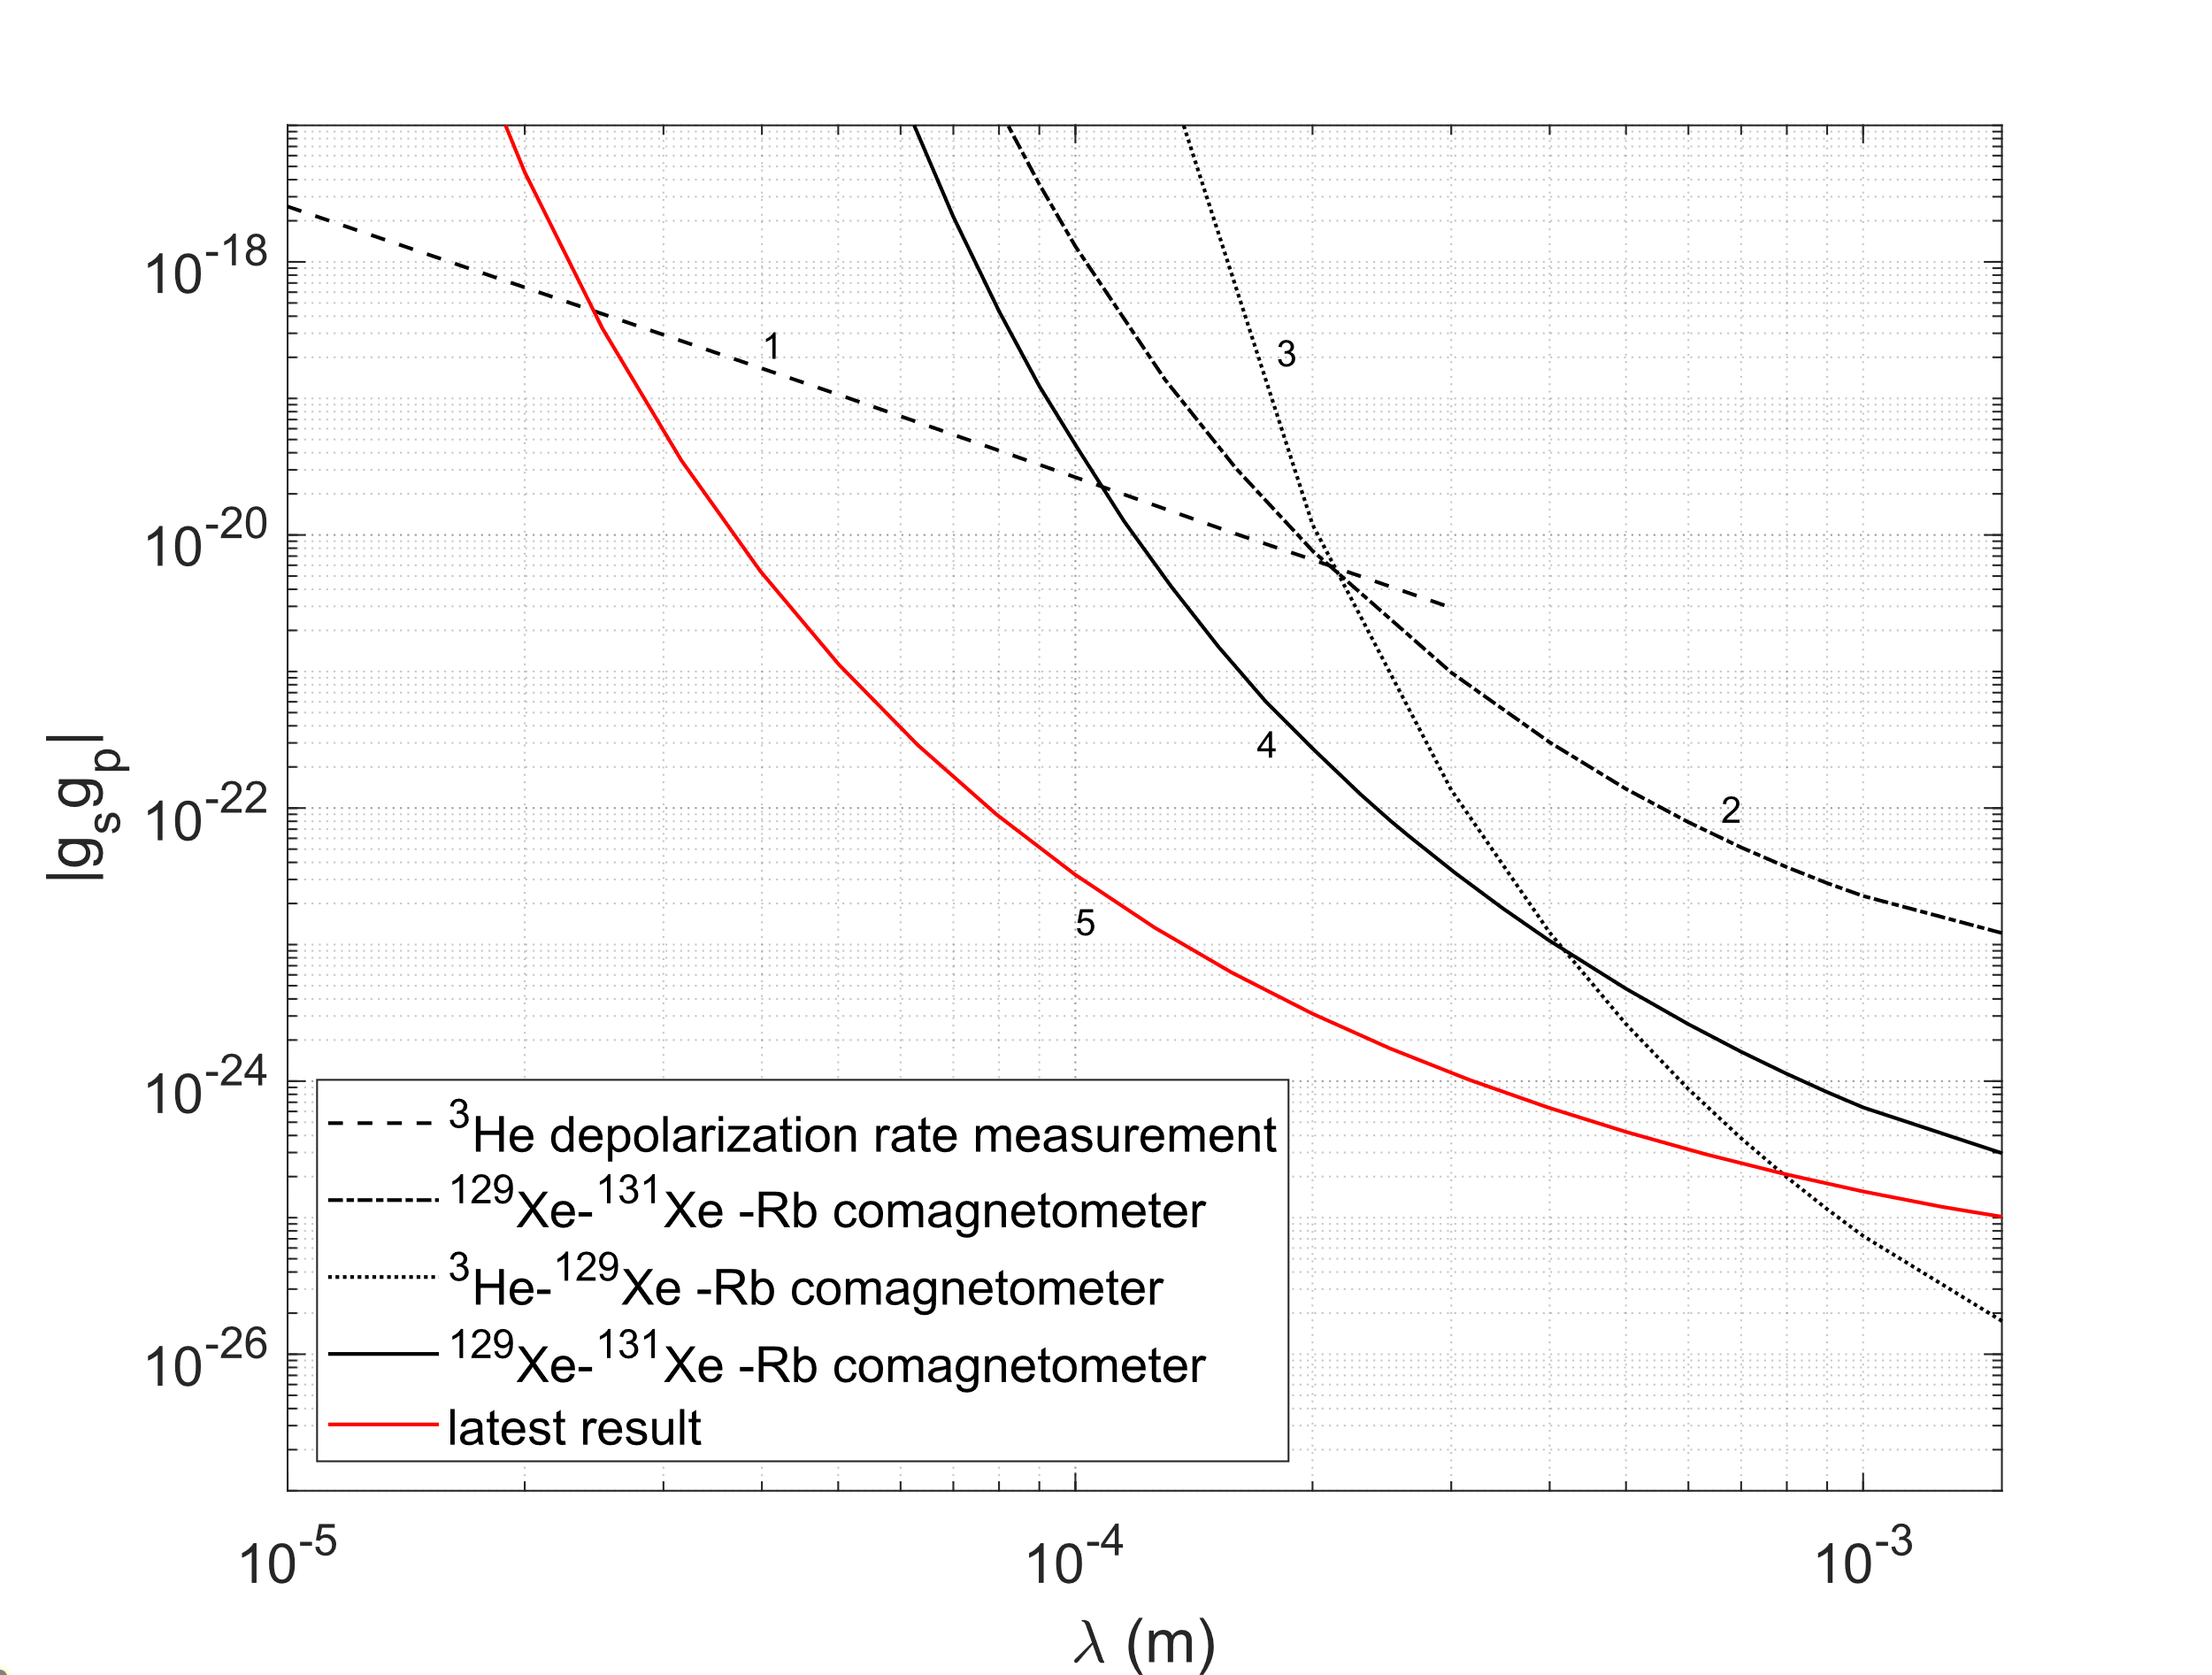 10^-18
10^-20
10^-22
10^-24
10^-26
|g_s g_p|
1
3
4
2
5
^3He depolarization rate measurement
^129Xe-^131Xe -Rb comagnetometer
^3He-^129Xe -Rb comagnetometer
^129Xe-^131Xe -Rb comagnetometer
latest result
10^-5 10^-4 10^-3
λ (m)